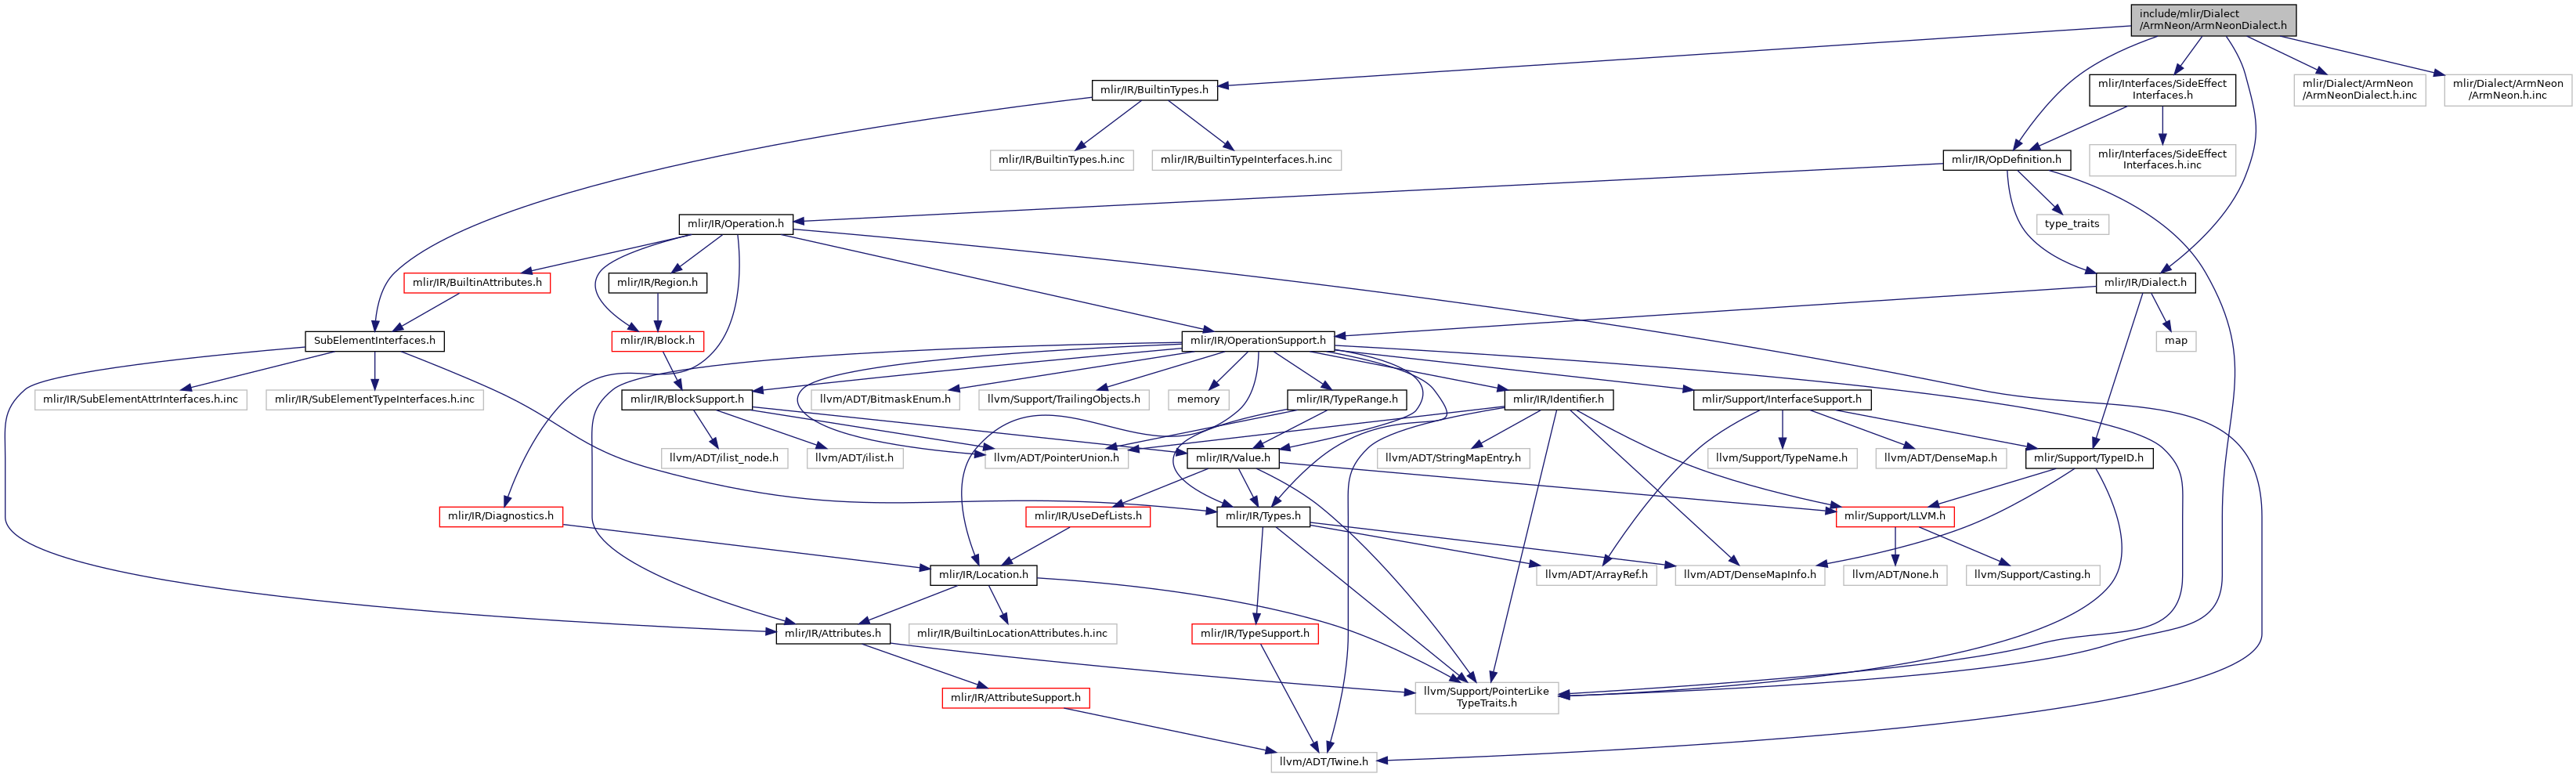 include/mlir/Dialect
/ArmNeon/ArmNeonDialect.h
mlir/IR/BuiltinTypes.h
mlir/Interfaces/SideEffect
Interfaces.h
mlir/Dialect/ArmNeon
/ArmNeonDialect.h.inc
mlir/Dialect/ArmNeon
/ArmNeon.h.inc
mlir/IR/BuiltinTypes.h.inc
mlir/IR/BuiltinTypeInterfaces.h.inc
mlir/IR/OpDefinition.h
mlir/Interfaces/SideEffect
Interfaces.h.inc
mlir/IR/Operation.h
type_traits
mlir/IR/BuiltinAttributes.h
mlir/IR/Region.h
mlir/IR/Dialect.h
SubElementInterfaces.h
mlir/IR/Block.h
mlir/IR/OperationSupport.h
map
mlir/IR/SubElementAttrInterfaces.h.inc
mlir/IR/SubElementTypeInterfaces.h.inc
mlir/IR/BlockSupport.h
llvm/ADT/BitmaskEnum.h
llvm/Support/TrailingObjects.h
memory
mlir/IR/TypeRange.h
mlir/IR/Identifier.h
mlir/Support/InterfaceSupport.h
llvm/ADT/ilist_node.h
llvm/ADT/ilist.h
llvm/ADT/PointerUnion.h
mlir/IR/Value.h
llvm/ADT/StringMapEntry.h
llvm/Support/TypeName.h
llvm/ADT/DenseMap.h
mlir/Support/TypeID.h
mlir/IR/Diagnostics.h
mlir/IR/UseDefLists.h
mlir/IR/Types.h
mlir/Support/LLVM.h
mlir/IR/Location.h
llvm/ADT/ArrayRef.h
llvm/ADT/DenseMapInfo.h
llvm/ADT/None.h
llvm/Support/Casting.h
mlir/IR/Attributes.h
mlir/IR/BuiltinLocationAttributes.h.inc
mlir/IR/TypeSupport.h
mlir/IR/AttributeSupport.h
llvm/Support/PointerLike
TypeTraits.h
llvm/ADT/Twine.h